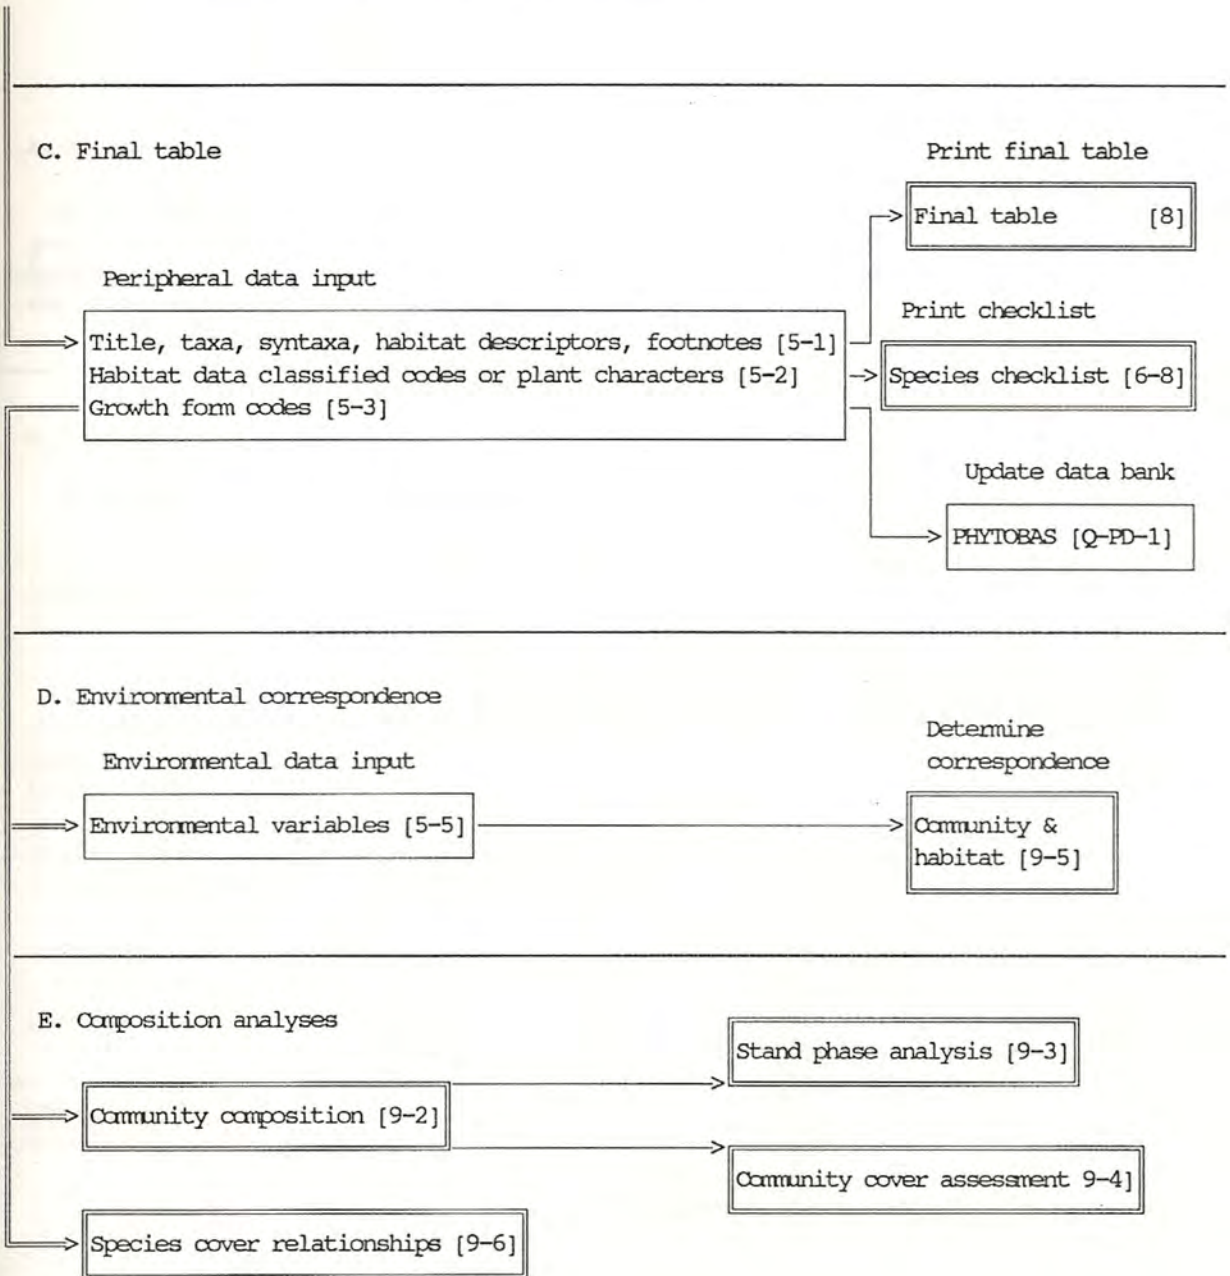 C. Final table
Print final table
Final table [8]
Peripheral data input
Print checklist
Title, taxa, syntaxa, habitat descriptors, footnotes [5-1]
Habitat data classified codes or plant characters [5-2]
Species checklist [6-8]
Growth form codes [5-3]
Update data bank
PHYTOBAS [Q-PD-1]
D. Environmental correspondence
Determine
correspondence
Environmental data input
Environmental variables [5-5]
Community &
habitat [9-5]
E. Composition analyses
Stand phase analysis [9-3]
Community composition [9-2]
Community cover assessment 9-4]
Species cover relationships [9-6]